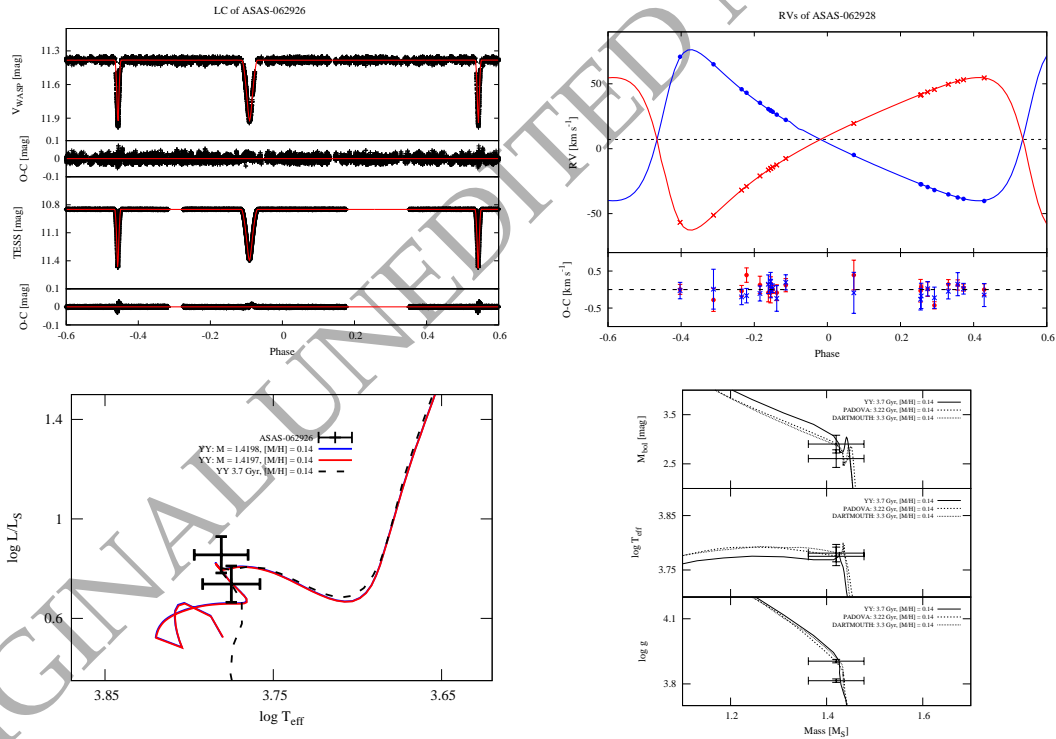 LC of ASAS-062926
V_WASP [mag]
11.3
11.6
11.9
O-C [mag]
0.1
0
-0.1
TESS [mag]
10.8
11.4
O-C [mag]
0.1
0
-0.1
-0.6 -0.4 -0.2 0 0.2 0.4 0.6
Phase
RVs of ASAS-062928
RV [km s⁻¹]
50
0
-50
O-C [km s⁻¹]
0.5
0.0
-0.5
-0.6 -0.4 -0.2 0 0.2 0.4 0.6
Phase
log L/L_S
1.4
1
0.6
ASAS-062926
YY: M = 1.4198, [M/H] = 0.14
YY: M = 1.4197, [M/H] = 0.14
YY 3.7 Gyr, [M/H] = 0.14
3.85 3.75 3.65
log T_eff
M_bol [mag]
3.5
2.5
YY: 3.7 Gyr, [M/H] = 0.14
PADOVA: 3.22 Gyr, [M/H] = 0.14
DARTMOUTH: 3.3 Gyr, [M/H] = 0.14
log T_eff
3.85
3.75
YY: 3.7 Gyr, [M/H] = 0.14
PADOVA: 3.22 Gyr, [M/H] = 0.14
DARTMOUTH: 3.3 Gyr, [M/H] = 0.14
log g
4.1
3.8
YY: 3.7 Gyr, [M/H] = 0.14
PADOVA: 3.22 Gyr, [M/H] = 0.14
DARTMOUTH: 3.3 Gyr, [M/H] = 0.14
1.2 1.4 1.6
Mass [M_S]
GINAL UNEDITED